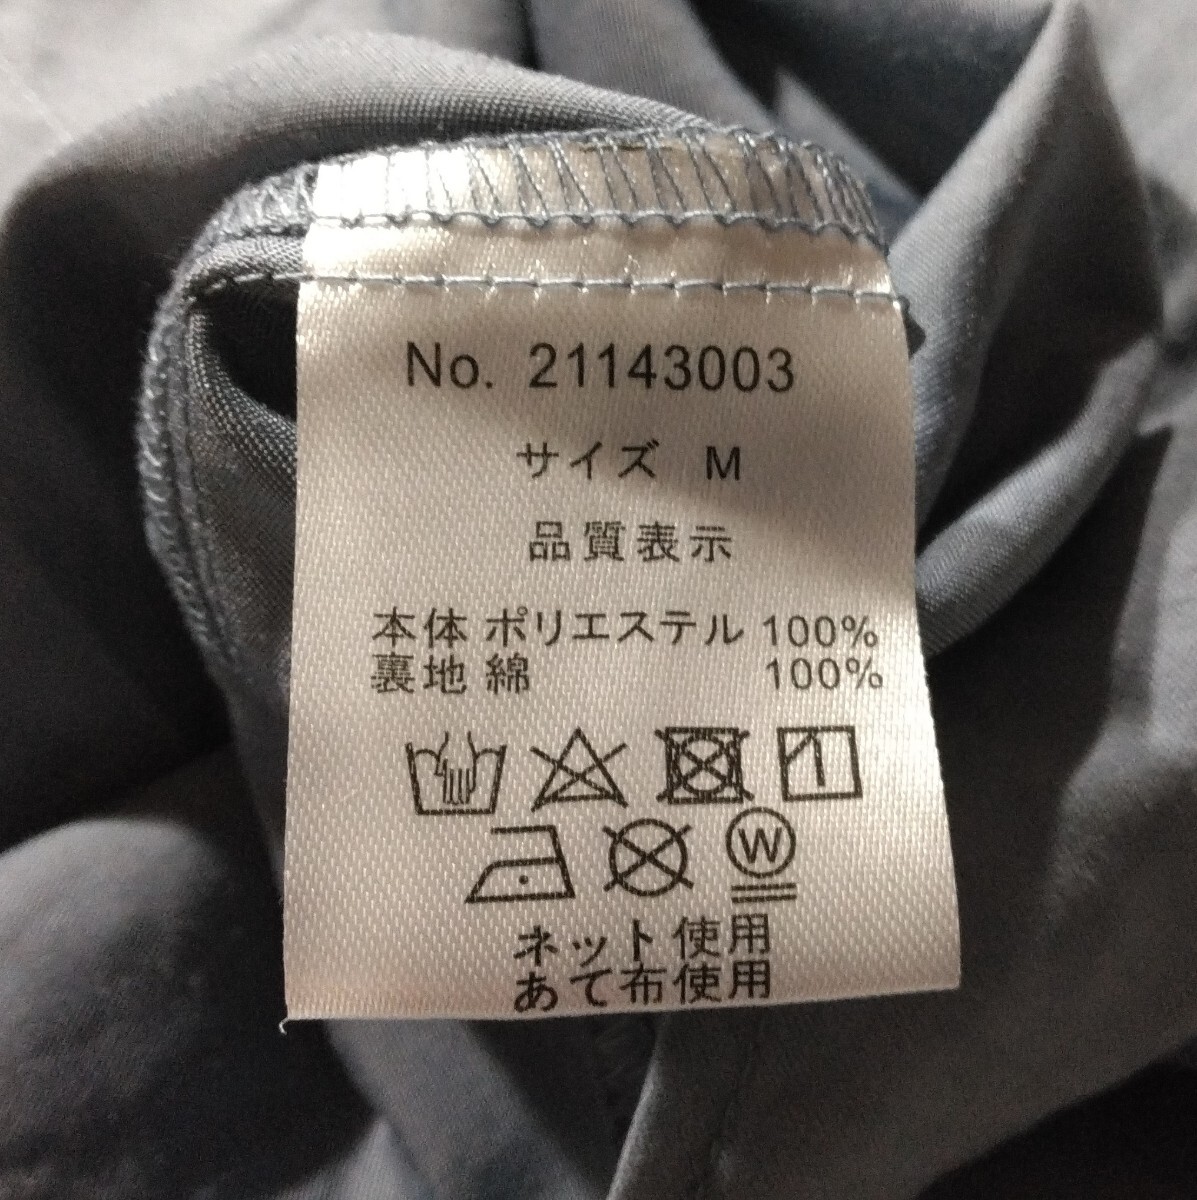 No. 21143003
サイズ M
品質表示
本体 ポリエステル 100%
裏地 綿 100%
W
ネット使用
あて布使用